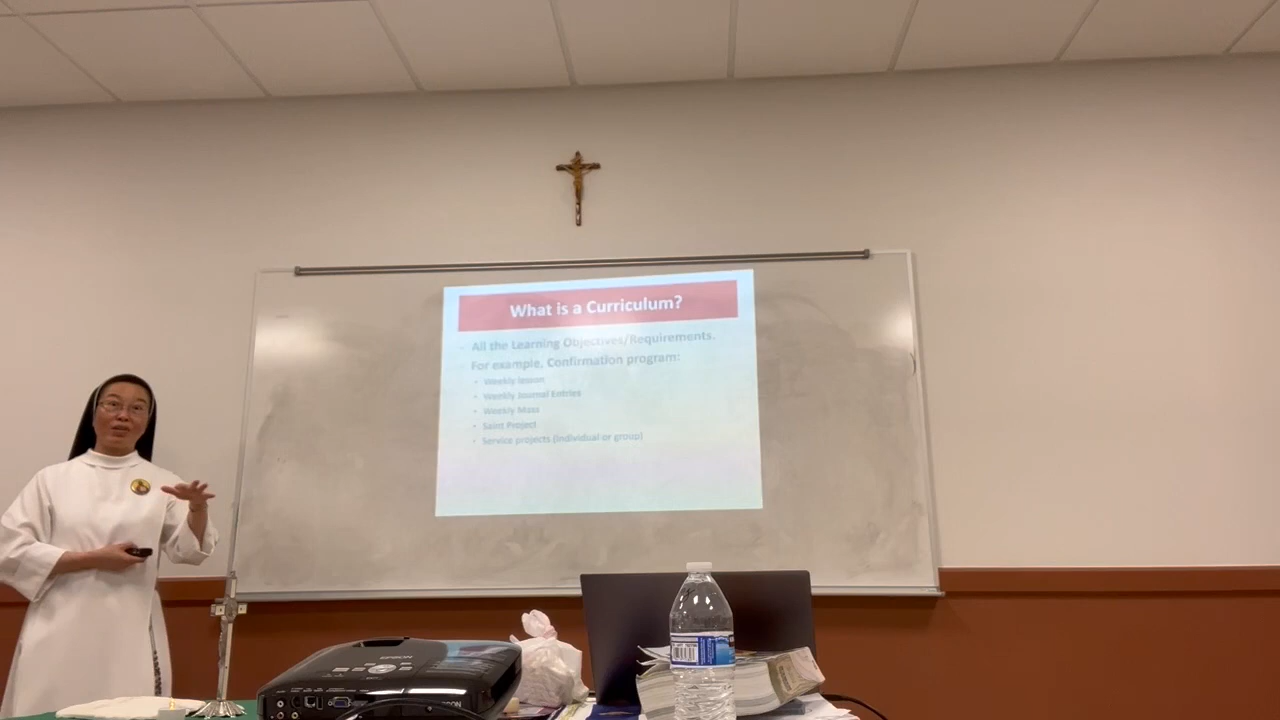 What is a Curriculum?
- All the Learning Objectives/Requirements.
- For example, Confirmation program:
• Weekly lesson
• Weekly Journal Entries
• Weekly Mass
• Saint Project
• Service projects (individual or group)
EPSON